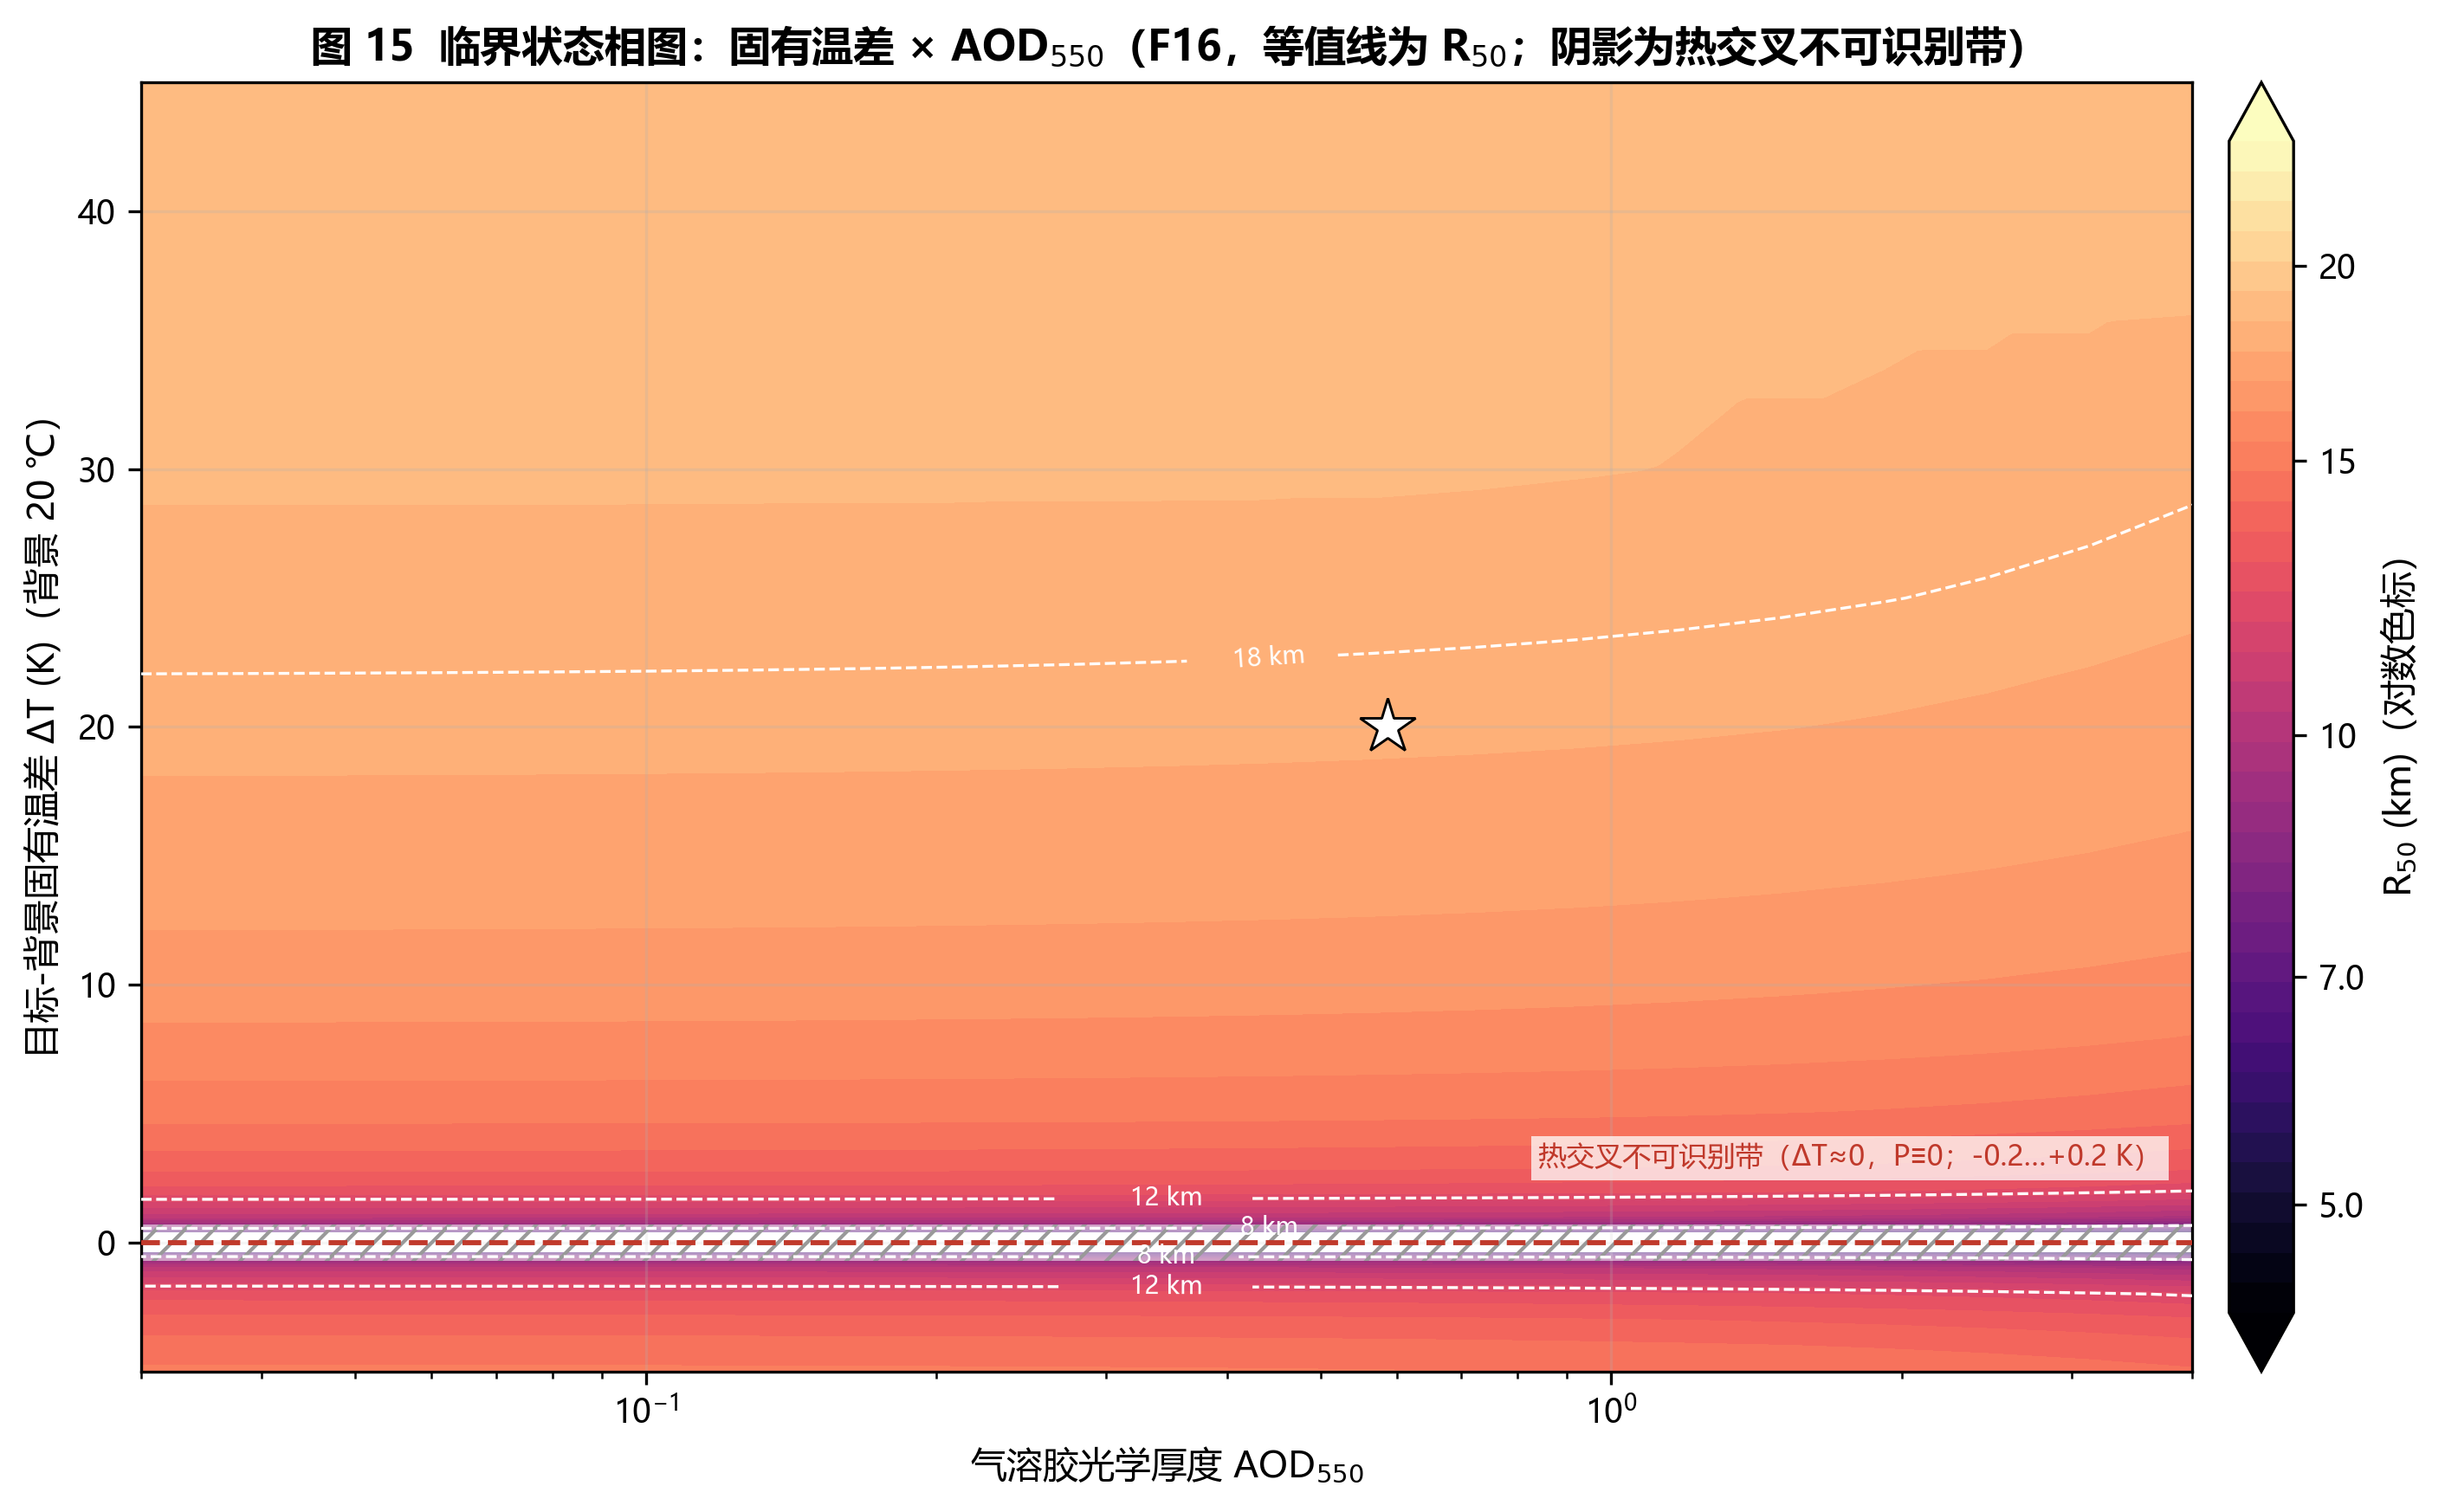 图 15 临界状态相图：固有温差 × AOD₅₅₀（F16，等值线为 R₅₀；阴影为热交叉不可识别带）
目标-背景固有温差 ΔT (K)（背景 20 °C）
40
30
20
10
0
18 km
热交叉不可识别带（ΔT≈0，P≡0；-0.2…+0.2 K）
12 km
8 km
8 km
12 km
10⁻¹
10⁰
气溶胶光学厚度 AOD₅₅₀
20
15
10
7.0
5.0
R₅₀ (km)（对数色标）